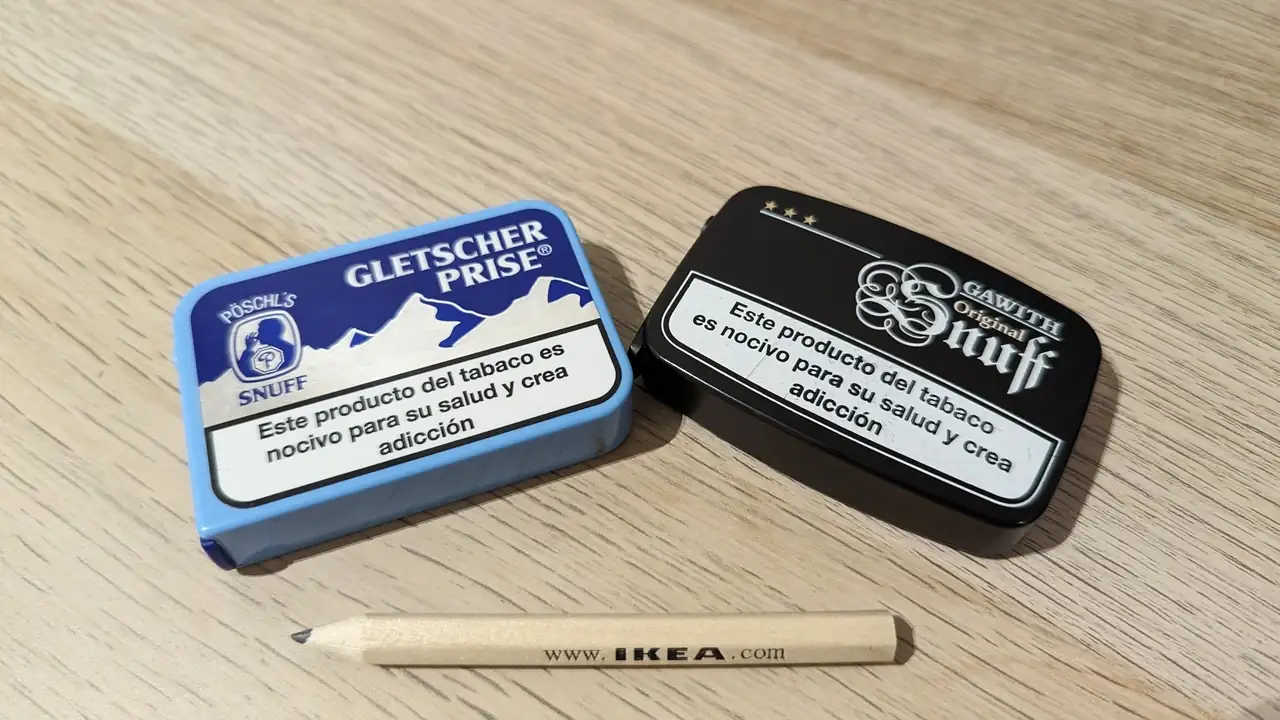 GLETSCHER
PRISE®
PÖSCHL'S
SNUFF
Este producto del tabaco es
nocivo para su salud y crea
adicción
GAWITH
Original
Snuff
Este producto del tabaco
es nocivo para su salud y crea
adicción
www.IKEA.com